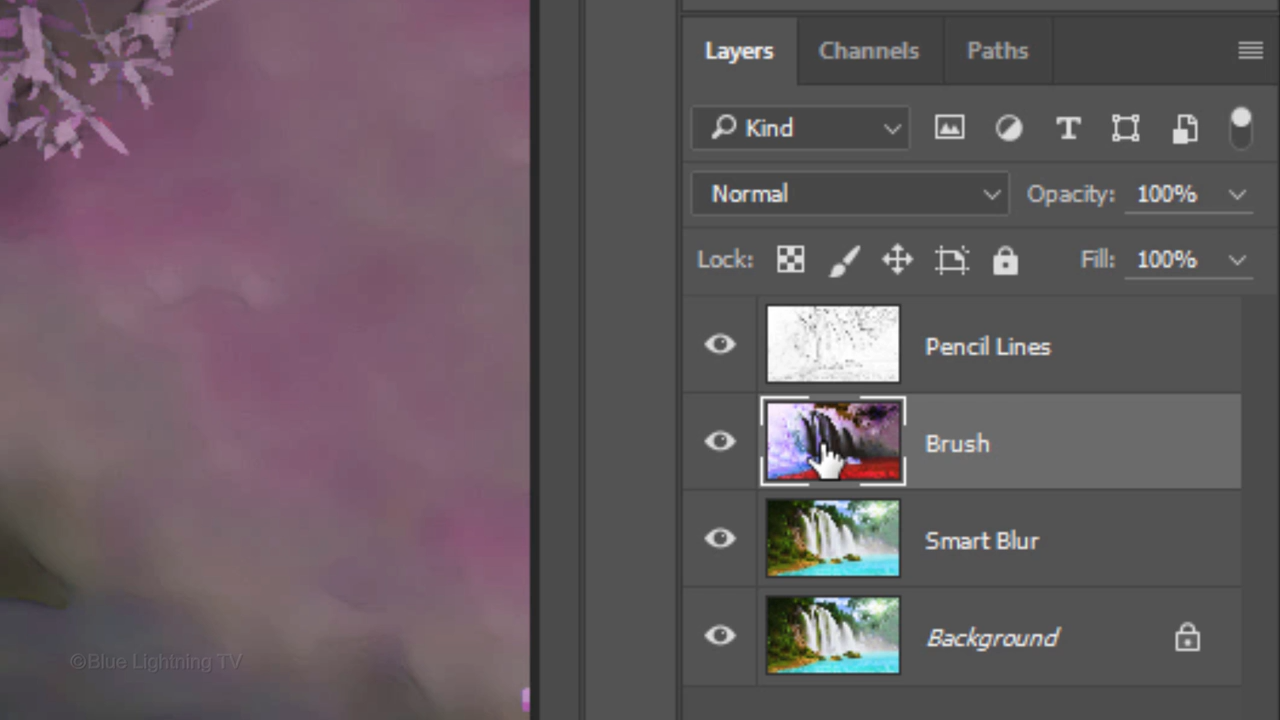 Layers Channels Paths
Kind
Normal Opacity: 100%
Lock: Fill: 100%
Pencil Lines
Brush
Smart Blur
Background
©Blue Lightning TV